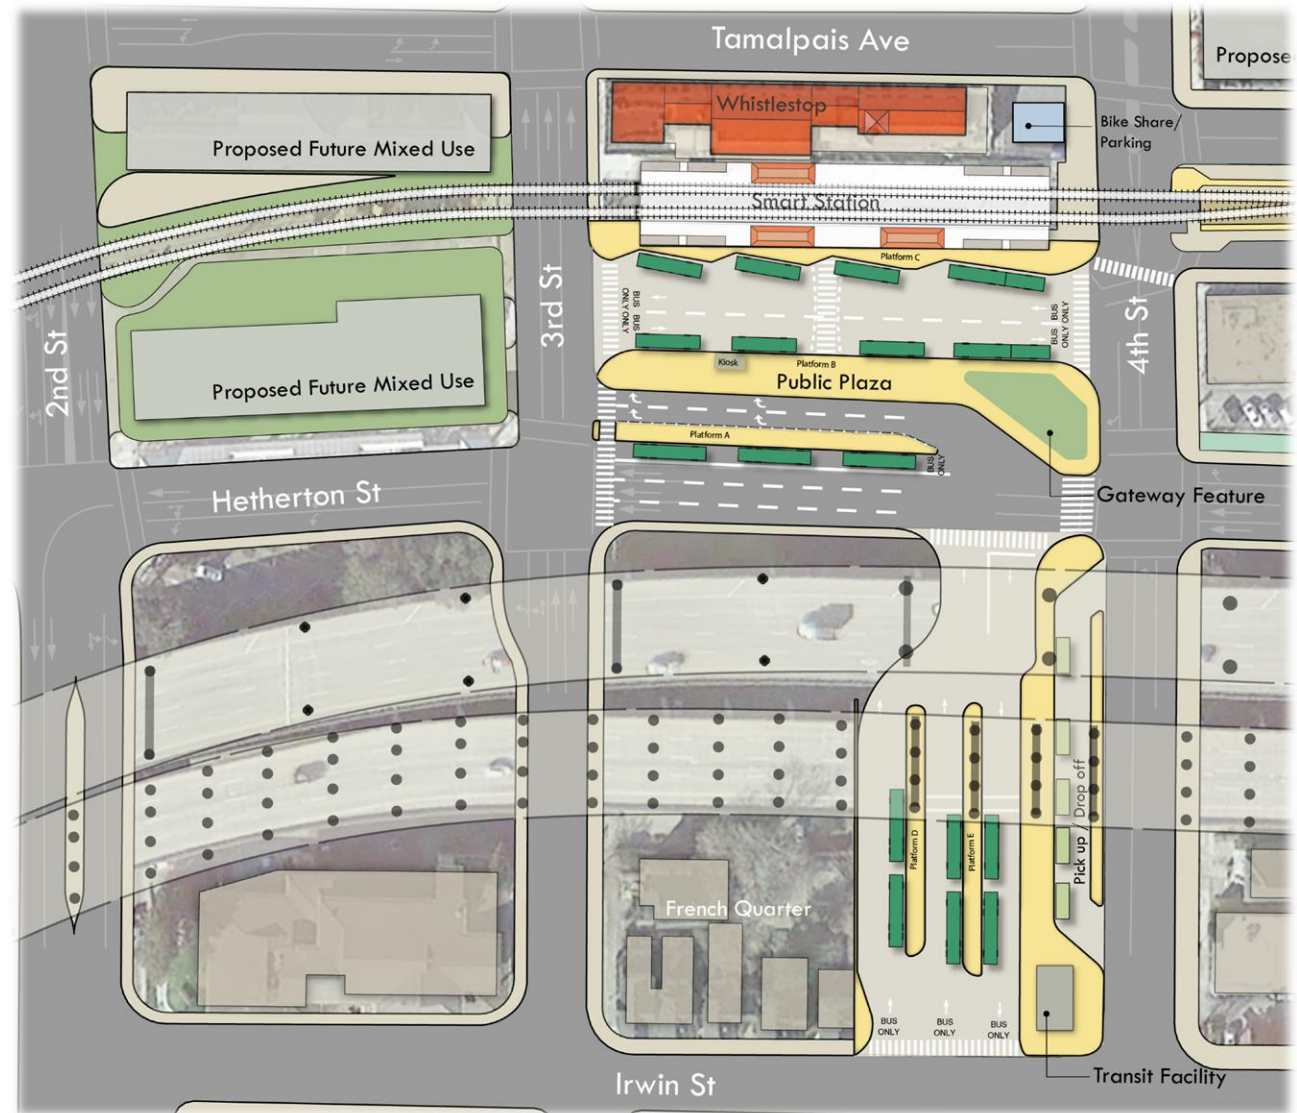 Tamalpais Ave
Propose
Whistlestop
Bike Share/
Parking
Proposed Future Mixed Use
Smart Station
Platform C
3rd St
BUS BUS
ONLY ONLY
BUS BUS
ONLY ONLY
4th St
2nd St
Kiosk
Platform B
Public Plaza
Proposed Future Mixed Use
Platform A
BUS
ONLY
Hetherton St
Gateway Feature
Pick up / Drop off
Platform D
Platform E
French Quarter
BUS
ONLY
BUS
ONLY
BUS
ONLY
Transit Facility
Irwin St